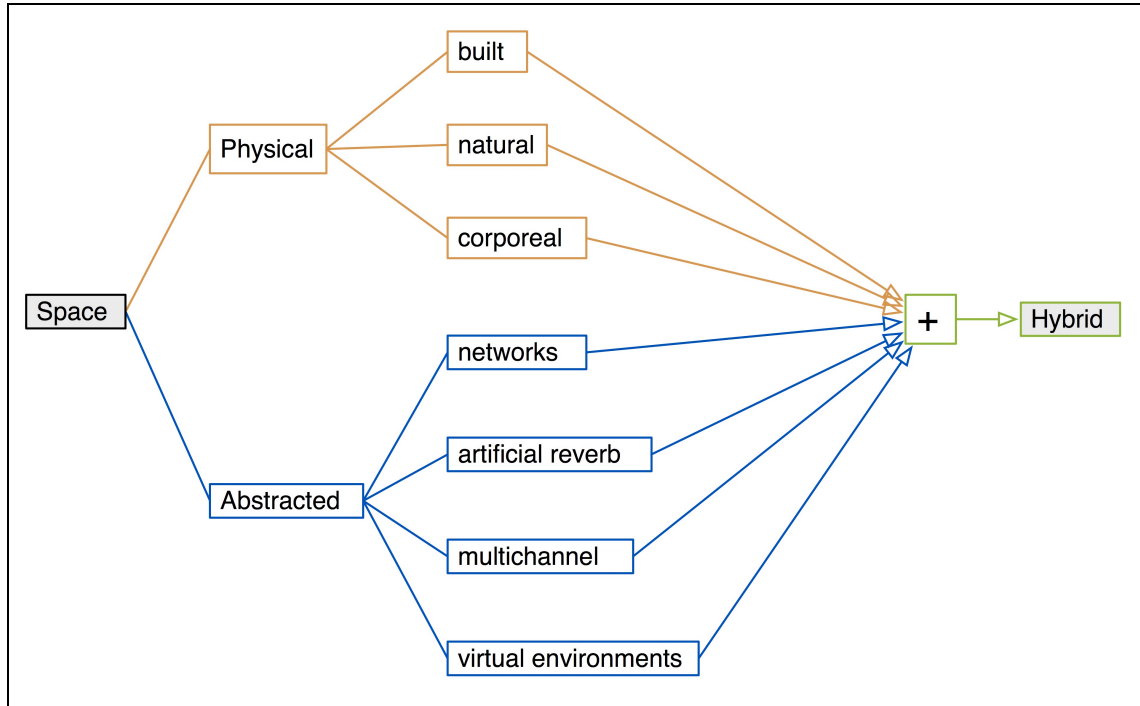 built
Physical
natural
corporeal
Space
+
Hybrid
networks
artificial reverb
Abstracted
multichannel
virtual environments